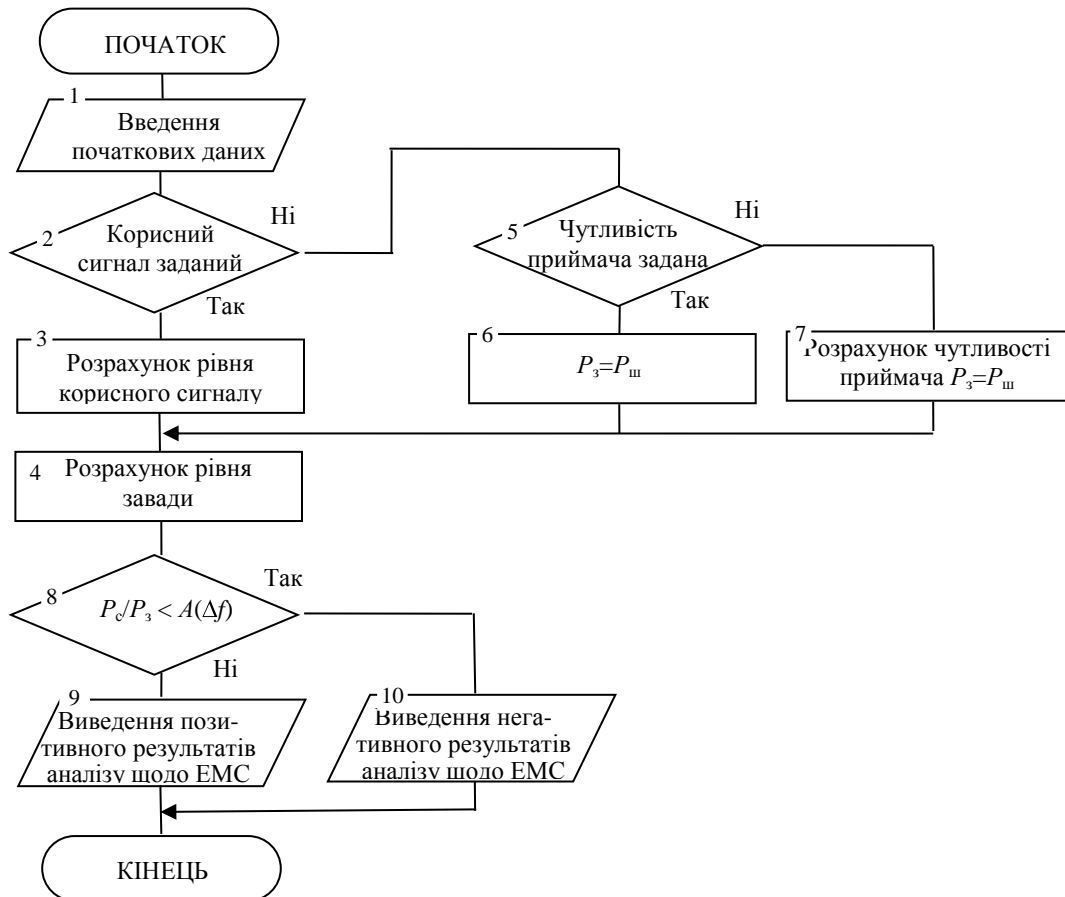 ПОЧАТОК
1
Введення
початкових даних
Ні
2
Корисний
сигнал заданий
Так
Ні
5
Чутливість
приймача задана
Так
3
Розрахунок рівня
корисного сигналу
6
Pз=Pш
7
Розрахунок чутливості
приймача Pз=Pш
4
Розрахунок рівня
завади
Так
8
Pс/Pз < A(Δf)
Ні
9
Виведення пози-
тивного результатів
аналізу щодо ЕМС
10
Виведення нега-
тивного результатів
аналізу щодо ЕМС
КІНЕЦЬ